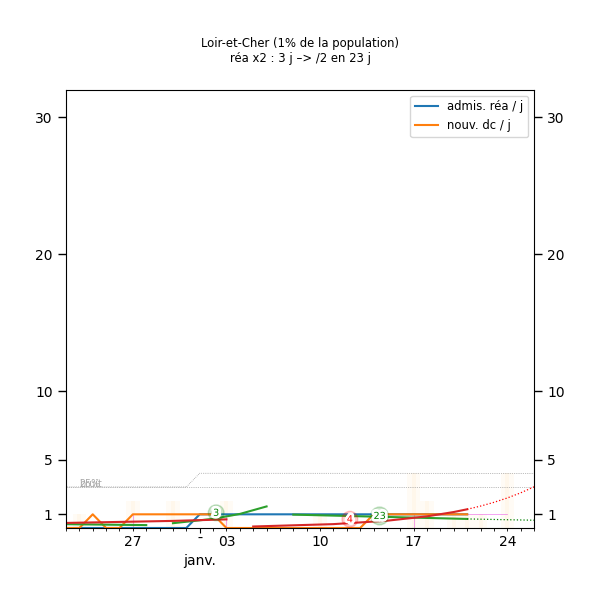 Loir-et-Cher (1% de la population)
réa x2 : 3 j –> /2 en 23 j
admis. réa / j
nouv. dc / j
30 30
20 20
10 10
5 5
1 1
3 4 23
27 - 03 10 17 24
janv.